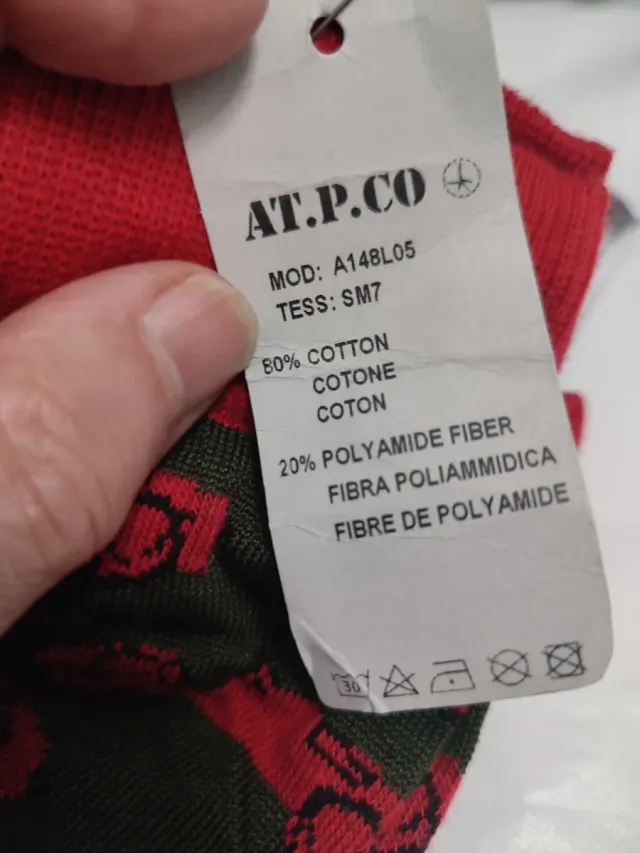 AT.P.CO
MOD: A148L05
TESS: SM7
80% COTTON
COTONE
COTON
20% POLYAMIDE FIBER
FIBRA POLIAMMIDICA
FIBRE DE POLYAMIDE
30